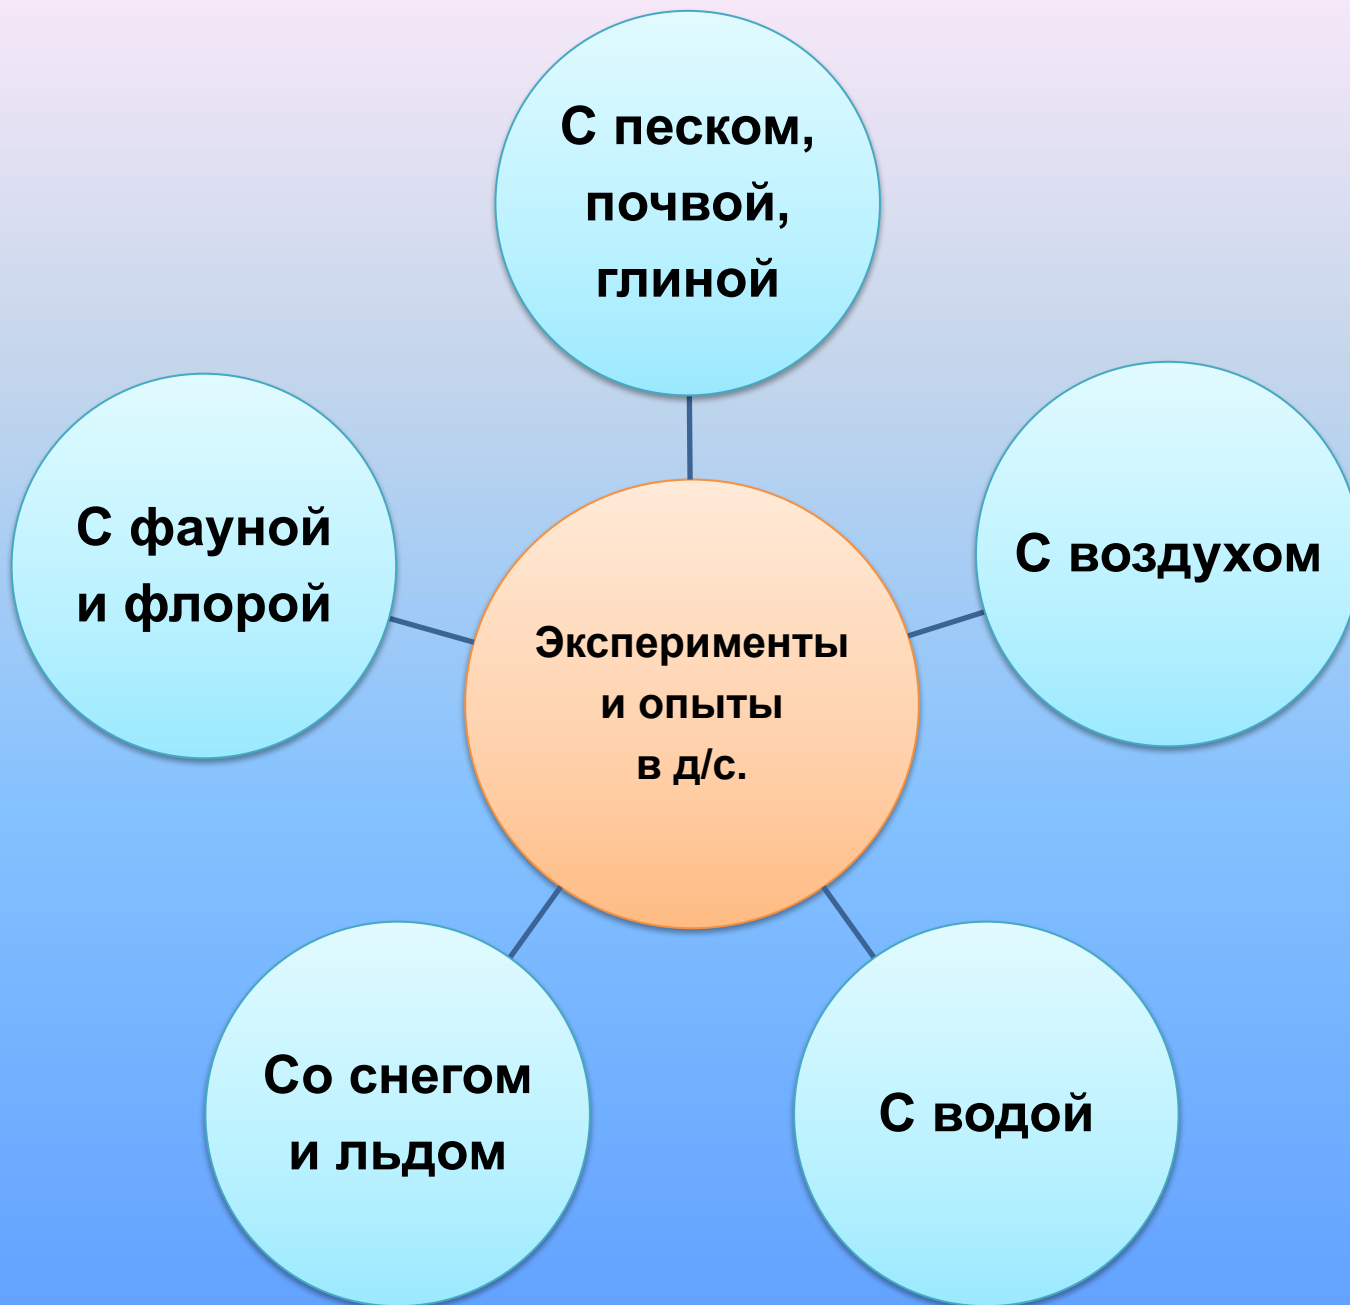 С песком,
почвой,
глиной
С фауной
и флорой
С воздухом
Эксперименты
и опыты
в д/с.
Со снегом
и льдом
С водой